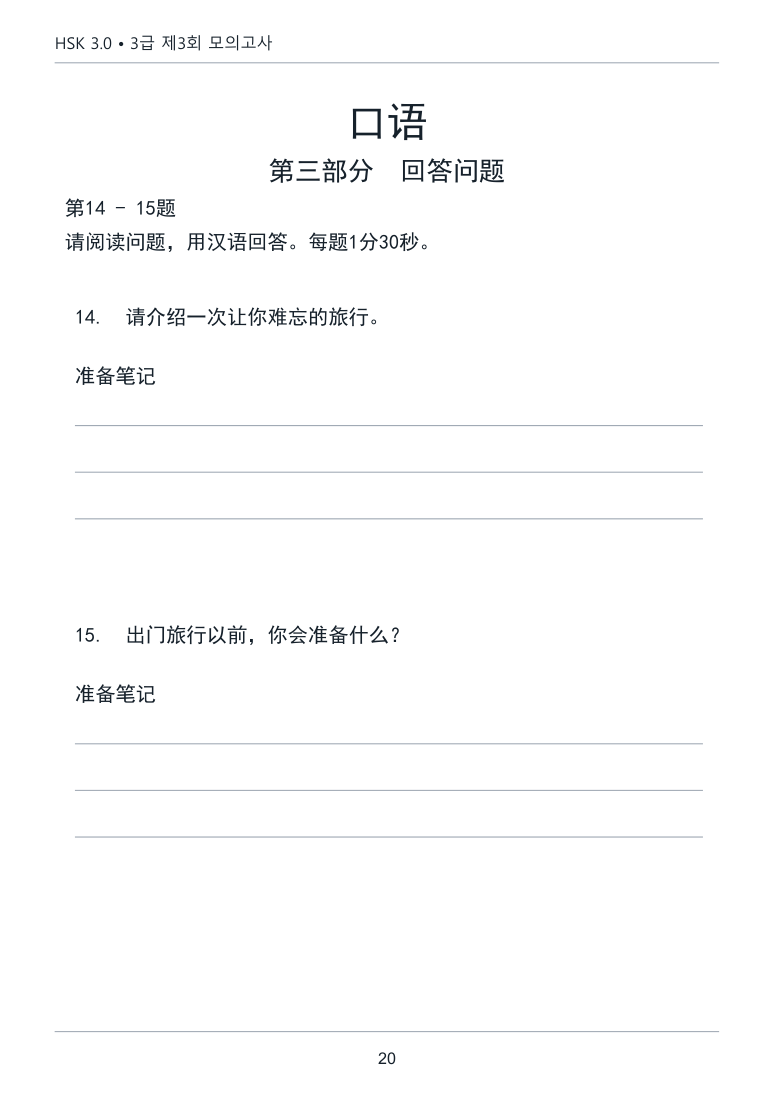 HSK 3.0 • 3급 제3회 모의고사
口语
第三部分　回答问题
第14 – 15题
请阅读问题，用汉语回答。每题1分30秒。
14.　请介绍一次让你难忘的旅行。
准备笔记
15.　出门旅行以前，你会准备什么？
准备笔记
20